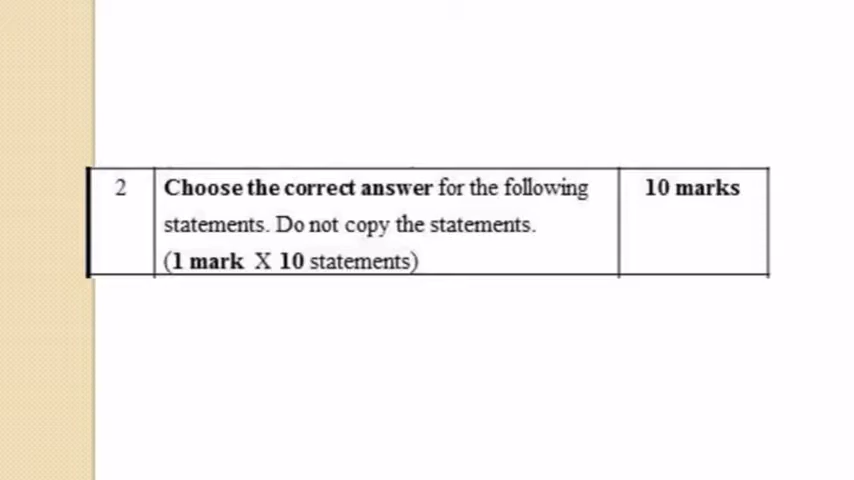 2 Choose the correct answer for the following 10 marks
statements. Do not copy the statements.
(1 mark X 10 statements)